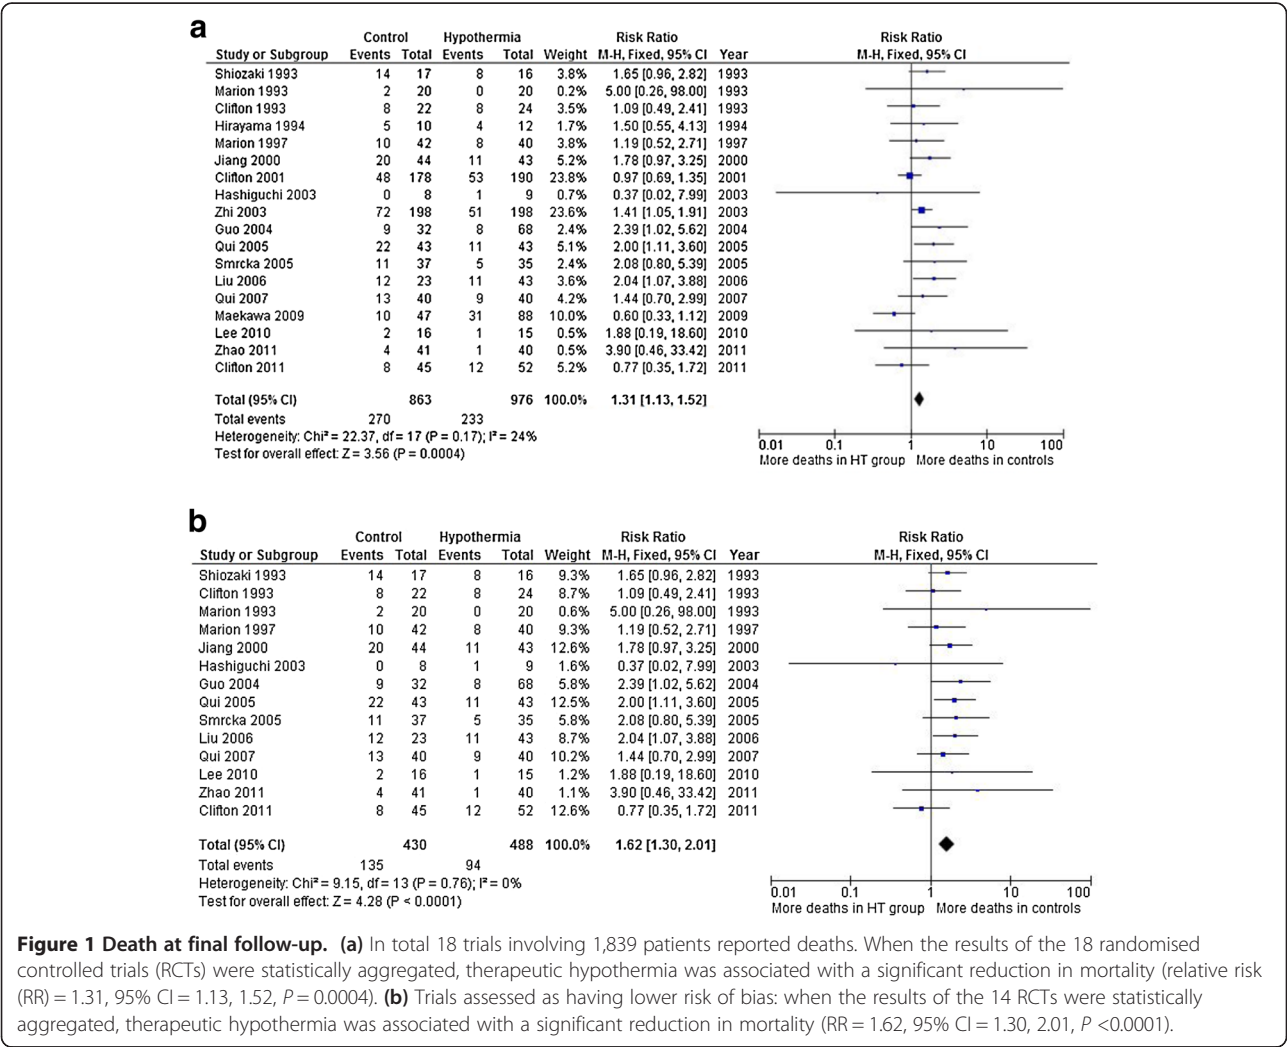 a
Control Hypothermia Risk Ratio Risk Ratio
Study or Subgroup Events Total Events Total Weight M-H, Fixed, 95% CI Year M-H, Fixed, 95% CI
Shiozaki 1993 14 17 8 16 3.8% 1.65 [0.96, 2.82] 1993
Marion 1993 2 20 0 20 0.2% 5.00 [0.26, 98.00] 1993
Clifton 1993 8 22 8 24 3.5% 1.09 [0.49, 2.41] 1993
Hirayama 1994 5 10 4 12 1.7% 1.50 [0.55, 4.13] 1994
Marion 1997 10 42 8 40 3.8% 1.19 [0.52, 2.71] 1997
Jiang 2000 20 44 11 43 5.2% 1.78 [0.97, 3.25] 2000
Clifton 2001 48 178 53 190 23.8% 0.97 [0.69, 1.35] 2001
Hashiguchi 2003 0 8 1 9 0.7% 0.37 [0.02, 7.99] 2003
Zhi 2003 72 198 51 198 23.6% 1.41 [1.05, 1.91] 2003
Guo 2004 9 32 8 68 2.4% 2.39 [1.02, 5.62] 2004
Qui 2005 22 43 11 43 5.1% 2.00 [1.11, 3.60] 2005
Smrcka 2005 11 37 5 35 2.4% 2.08 [0.80, 5.39] 2005
Liu 2006 12 23 11 43 3.6% 2.04 [1.07, 3.88] 2006
Qui 2007 13 40 9 40 4.2% 1.44 [0.70, 2.99] 2007
Maekawa 2009 10 47 31 88 10.0% 0.60 [0.33, 1.12] 2009
Lee 2010 2 16 1 15 0.5% 1.88 [0.19, 18.60] 2010
Zhao 2011 4 41 1 40 0.5% 3.90 [0.46, 33.42] 2011
Clifton 2011 8 45 12 52 5.2% 0.77 [0.35, 1.72] 2011
Total (95% CI) 863 976 100.0% 1.31 [1.13, 1.52]
Total events 270 233
Heterogeneity: Chi² = 22.37, df = 17 (P = 0.17); I² = 24%
Test for overall effect: Z = 3.56 (P = 0.0004)
0.01 0.1 1 10 100
More deaths in HT group More deaths in controls
b
Control Hypothermia Risk Ratio Risk Ratio
Study or Subgroup Events Total Events Total Weight M-H, Fixed, 95% CI Year M-H, Fixed, 95% CI
Shiozaki 1993 14 17 8 16 9.3% 1.65 [0.96, 2.82] 1993
Clifton 1993 8 22 8 24 8.7% 1.09 [0.49, 2.41] 1993
Marion 1993 2 20 0 20 0.6% 5.00 [0.26, 98.00] 1993
Marion 1997 10 42 8 40 9.3% 1.19 [0.52, 2.71] 1997
Jiang 2000 20 44 11 43 12.6% 1.78 [0.97, 3.25] 2000
Hashiguchi 2003 0 8 1 9 1.6% 0.37 [0.02, 7.99] 2003
Guo 2004 9 32 8 68 5.8% 2.39 [1.02, 5.62] 2004
Qui 2005 22 43 11 43 12.5% 2.00 [1.11, 3.60] 2005
Smrcka 2005 11 37 5 35 5.8% 2.08 [0.80, 5.39] 2005
Liu 2006 12 23 11 43 8.7% 2.04 [1.07, 3.88] 2006
Qui 2007 13 40 9 40 10.2% 1.44 [0.70, 2.99] 2007
Lee 2010 2 16 1 15 1.2% 1.88 [0.19, 18.60] 2010
Zhao 2011 4 41 1 40 1.1% 3.90 [0.46, 33.42] 2011
Clifton 2011 8 45 12 52 12.6% 0.77 [0.35, 1.72] 2011
Total (95% CI) 430 488 100.0% 1.62 [1.30, 2.01]
Total events 135 94
Heterogeneity: Chi² = 9.15, df = 13 (P = 0.76); I² = 0%
Test for overall effect: Z = 4.28 (P < 0.0001)
0.01 0.1 1 10 100
More deaths in HT group More deaths in controls
Figure 1 Death at final follow-up. (a) In total 18 trials involving 1,839 patients reported deaths. When the results of the 18 randomised
controlled trials (RCTs) were statistically aggregated, therapeutic hypothermia was associated with a significant reduction in mortality (relative risk
(RR) = 1.31, 95% CI = 1.13, 1.52, P = 0.0004). (b) Trials assessed as having lower risk of bias: when the results of the 14 RCTs were statistically
aggregated, therapeutic hypothermia was associated with a significant reduction in mortality (RR = 1.62, 95% CI = 1.30, 2.01, P <0.0001).